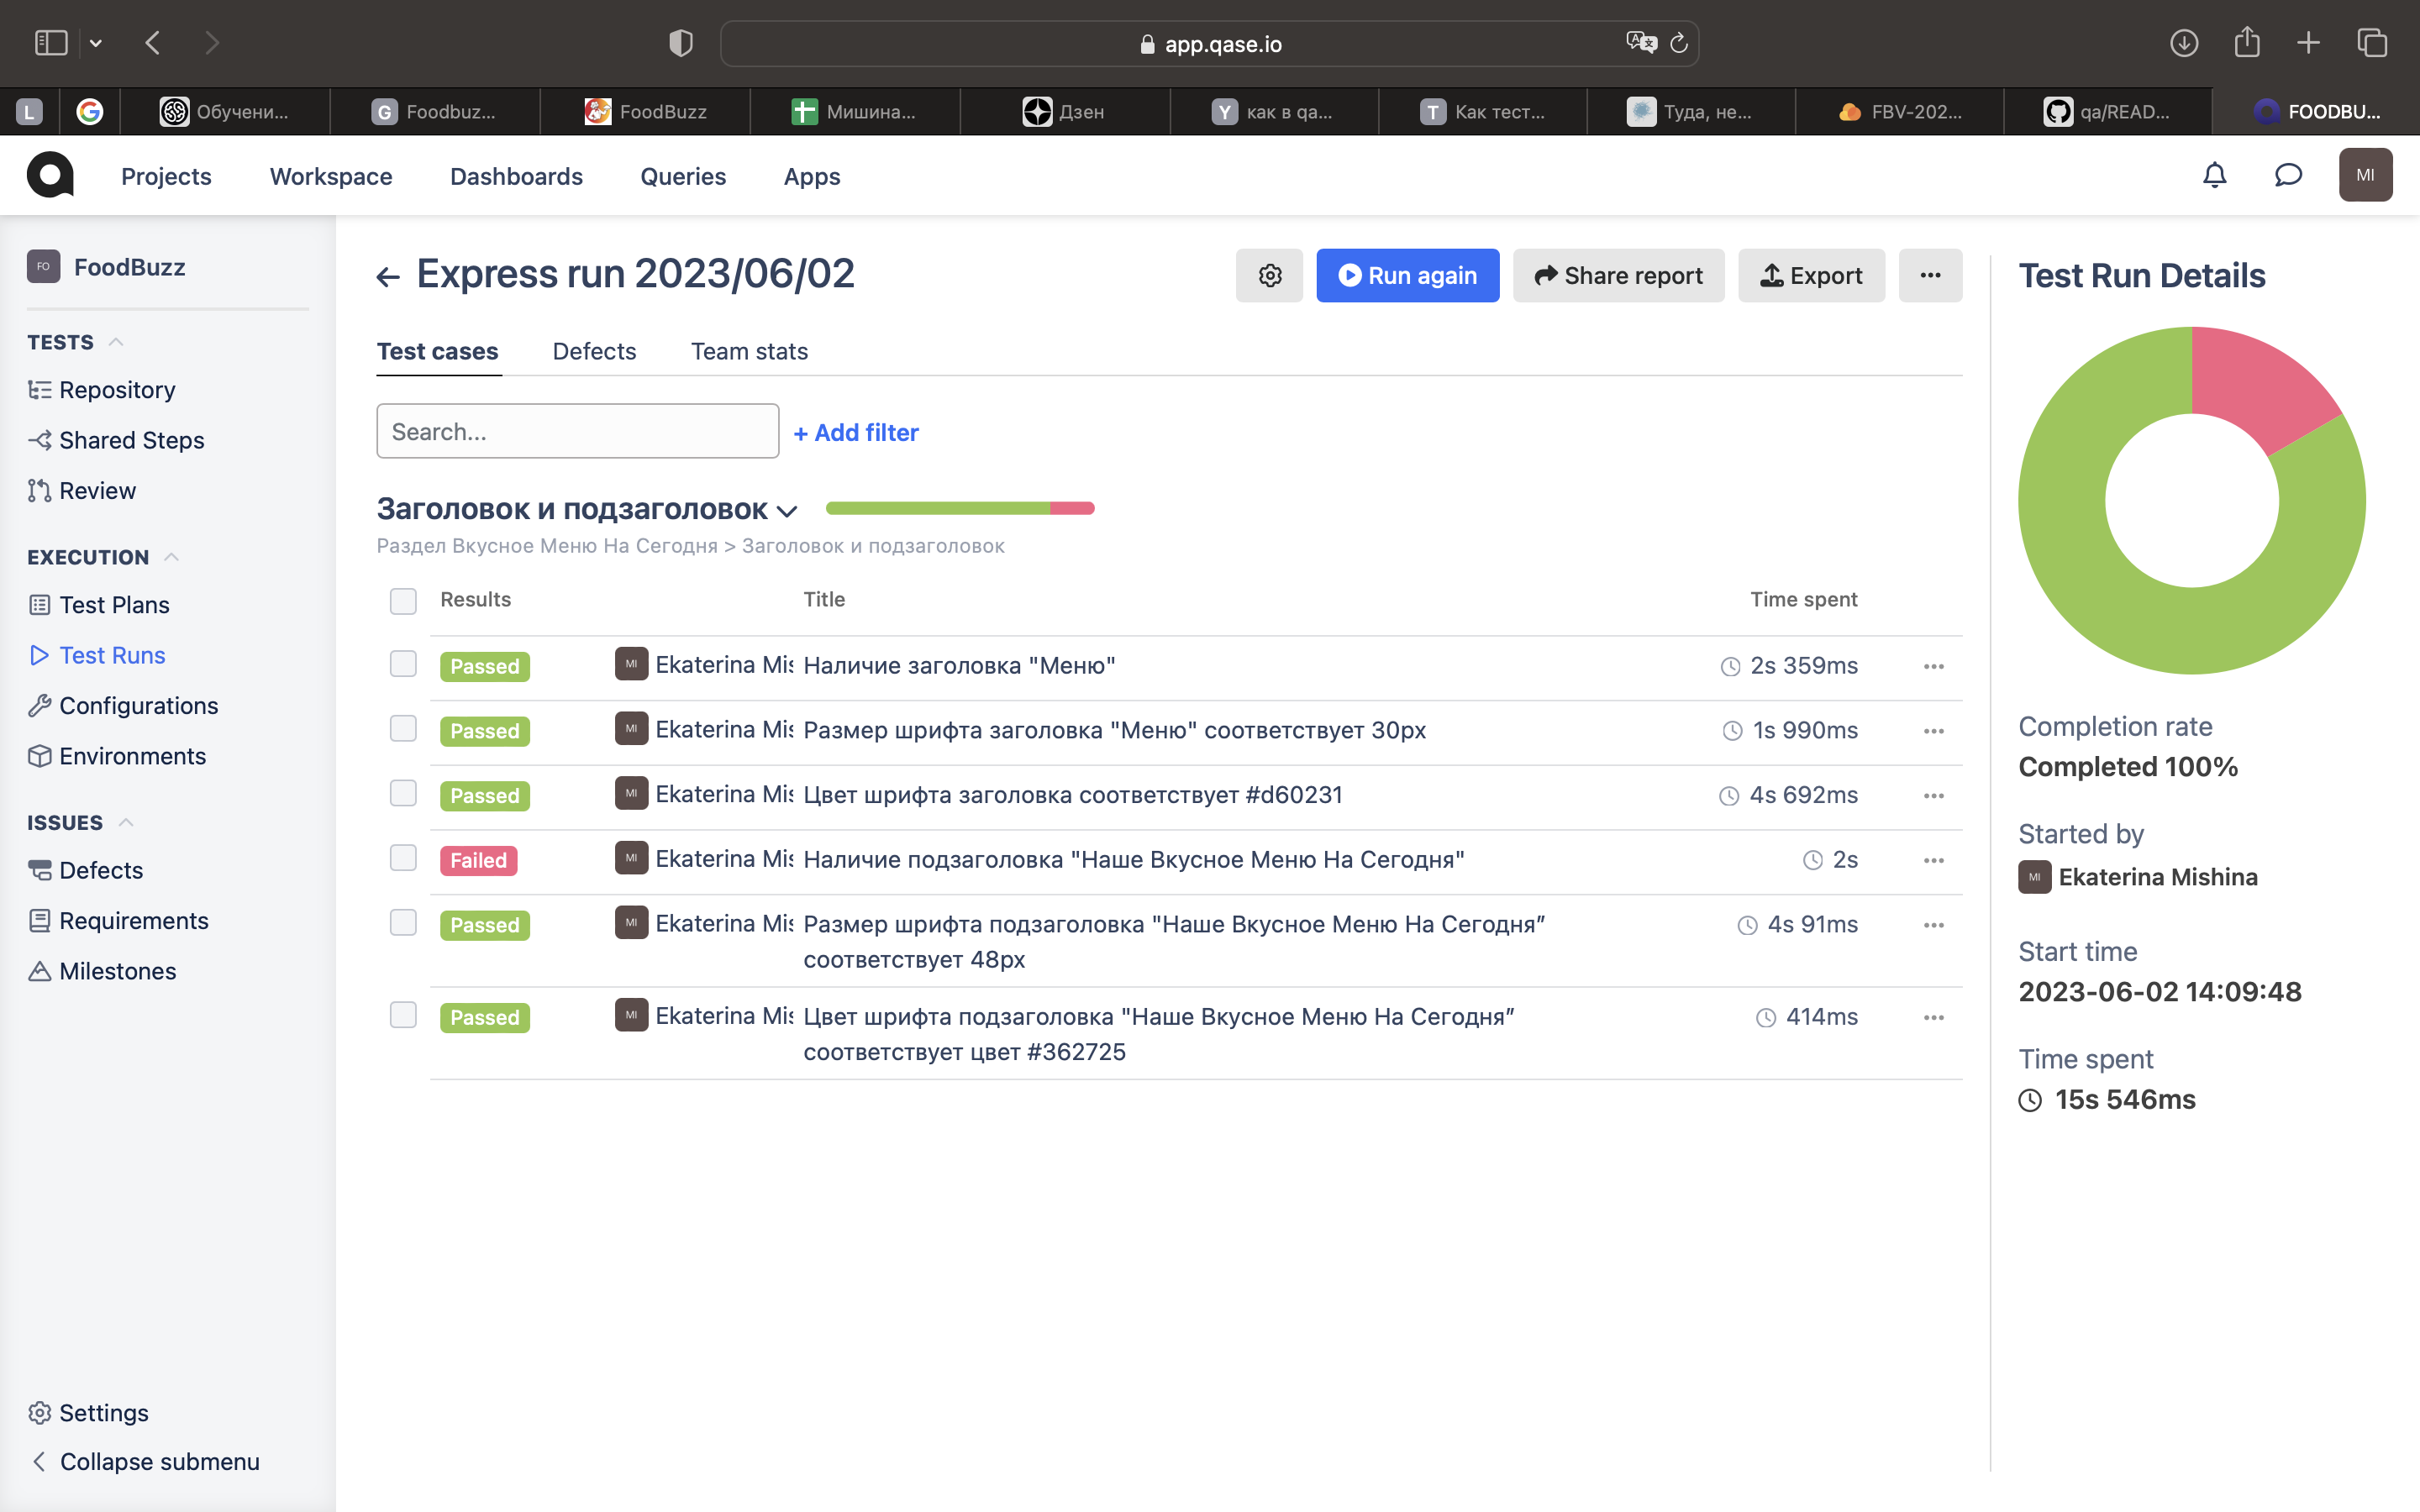 app.qase.io
L
Обучени...
G Foodbuz...
FoodBuzz
Мишина...
Дзен
Y как в qa...
T Как тест...
Туда, не...
FBV-202...
qa/READ...
FOODBU...
Projects
Workspace
Dashboards
Queries
Apps
MI
FO FoodBuzz
TESTS
Repository
Shared Steps
Review
EXECUTION
Test Plans
Test Runs
Configurations
Environments
ISSUES
Defects
Requirements
Milestones
Settings
Collapse submenu
Express run 2023/06/02
Run again
Share report
Export
Test cases
Defects
Team stats
Search...
+ Add filter
Заголовок и подзаголовок
Раздел Вкусное Меню На Сегодня > Заголовок и подзаголовок
Results Title Time spent
Passed MI Ekaterina Mis Наличие заголовка "Меню" 2s 359ms
Passed MI Ekaterina Mis Размер шрифта заголовка "Меню" соответствует 30px 1s 990ms
Passed MI Ekaterina Mis Цвет шрифта заголовка соответствует #d60231 4s 692ms
Failed MI Ekaterina Mis Наличие подзаголовка "Наше Вкусное Меню На Сегодня" 2s
Passed MI Ekaterina Mis Размер шрифта подзаголовка "Наше Вкусное Меню На Сегодня” 4s 91ms
соответствует 48px
Passed MI Ekaterina Mis Цвет шрифта подзаголовка "Наше Вкусное Меню На Сегодня” 414ms
соответствует цвет #362725
Test Run Details
Completion rate
Completed 100%
Started by
MI Ekaterina Mishina
Start time
2023-06-02 14:09:48
Time spent
15s 546ms